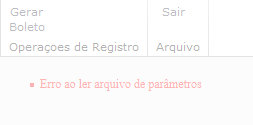 Gerar Sair
Boleto
Operaçoes de Registro Arquivo
Erro ao ler arquivo de parâmetros